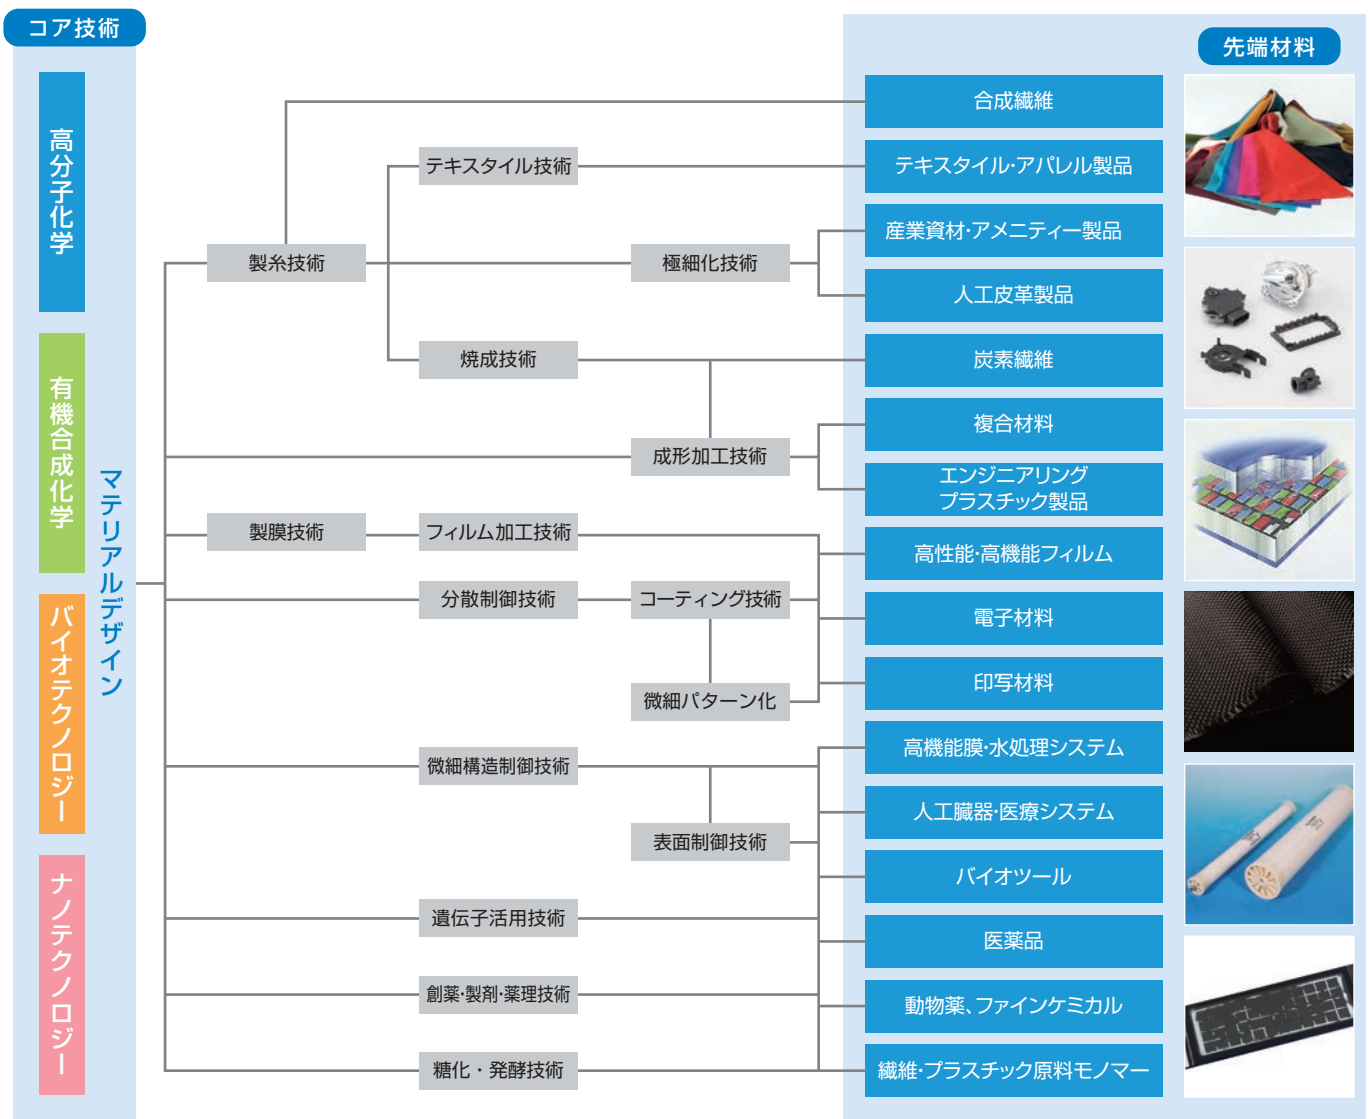 コア技術
先端材料
高分子化学
有機合成化学
バイオテクノロジー
ナノテクノロジー
マテリアルデザイン
製糸技術
製膜技術
テキスタイル技術
焼成技術
フィルム加工技術
分散制御技術
微細構造制御技術
遺伝子活用技術
創薬・製剤・薬理技術
糖化・発酵技術
極細化技術
成形加工技術
コーティング技術
微細パターン化
表面制御技術
合成繊維
テキスタイル・アパレル製品
産業資材・アメニティー製品
人工皮革製品
炭素繊維
複合材料
エンジニアリング
プラスチック製品
高性能・高機能フィルム
電子材料
印写材料
高機能膜・水処理システム
人工臓器・医療システム
バイオツール
医薬品
動物薬、ファインケミカル
繊維・プラスチック原料モノマー